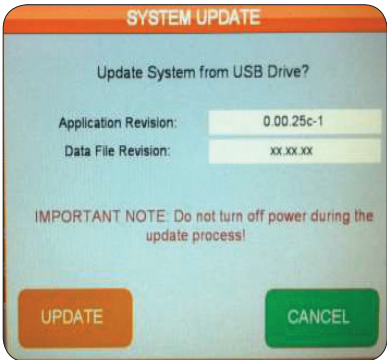 SYSTEM UPDATE
Update System from USB Drive?
Application Revision: 0.00.25c-1
Data File Revision: xx.xx.xx
IMPORTANT NOTE: Do not turn off power during the
update process!
UPDATE CANCEL